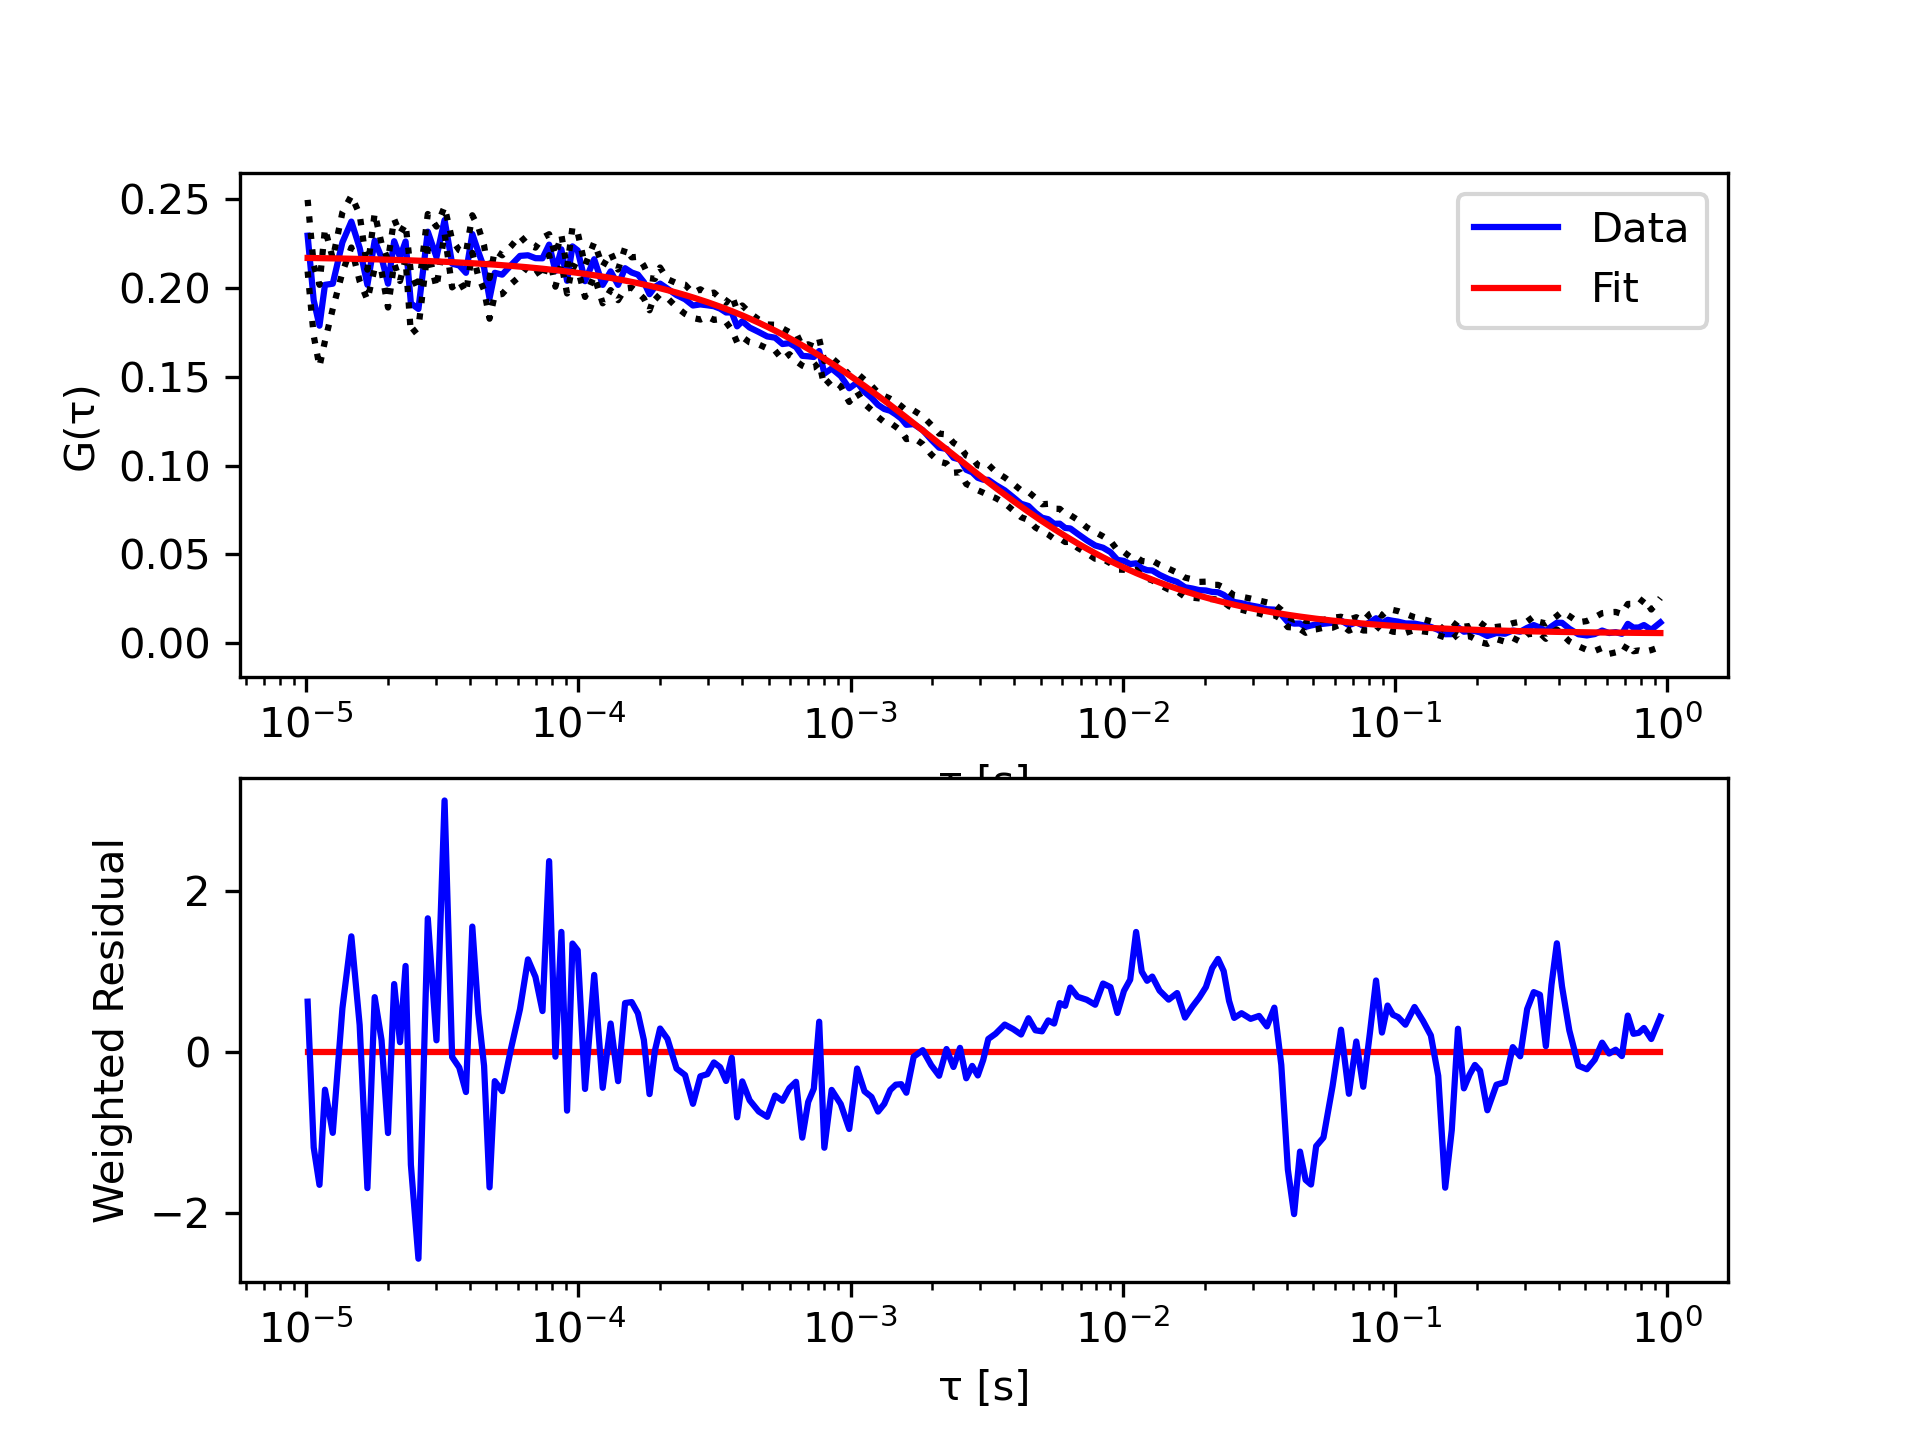 0.25
0.20
0.15
0.10
0.05
0.00
G(τ)
Data
Fit
10⁻⁵ 10⁻⁴ 10⁻³ 10⁻² 10⁻¹ 10⁰
τ [s]
2
0
−2
Weighted Residual
10⁻⁵ 10⁻⁴ 10⁻³ 10⁻² 10⁻¹ 10⁰
τ [s]